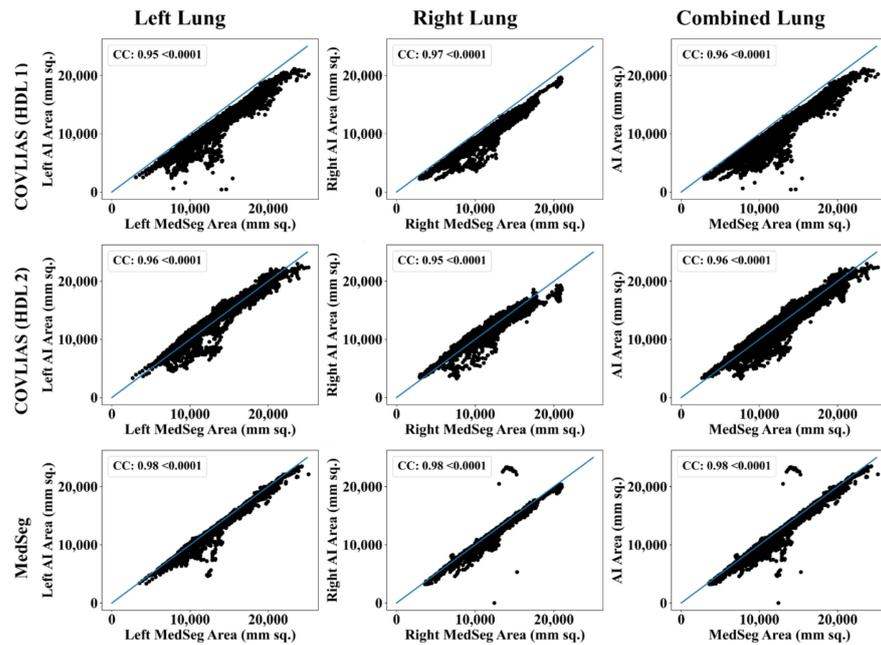 Left Lung
Right Lung
Combined Lung
COVLIAS (HDL 1)
Left AI Area (mm sq.)
CC: 0.95 <0.0001
20,000
10,000
0
0
10,000
20,000
Left MedSeg Area (mm sq.)
Right AI Area (mm sq.)
CC: 0.97 <0.0001
20,000
10,000
0
0
10,000
20,000
Right MedSeg Area (mm sq.)
AI Area (mm sq.)
CC: 0.96 <0.0001
20,000
10,000
0
0
10,000
20,000
MedSeg Area (mm sq.)
COVLIAS (HDL 2)
Left AI Area (mm sq.)
CC: 0.96 <0.0001
20,000
10,000
0
0
10,000
20,000
Left MedSeg Area (mm sq.)
Right AI Area (mm sq.)
CC: 0.95 <0.0001
20,000
10,000
0
0
10,000
20,000
Right MedSeg Area (mm sq.)
AI Area (mm sq.)
CC: 0.96 <0.0001
20,000
10,000
0
0
10,000
20,000
MedSeg Area (mm sq.)
MedSeg
Left AI Area (mm sq.)
CC: 0.98 <0.0001
20,000
10,000
0
0
10,000
20,000
Left MedSeg Area (mm sq.)
Right AI Area (mm sq.)
CC: 0.98 <0.0001
20,000
10,000
0
0
10,000
20,000
Right MedSeg Area (mm sq.)
AI Area (mm sq.)
CC: 0.98 <0.0001
20,000
10,000
0
0
10,000
20,000
MedSeg Area (mm sq.)